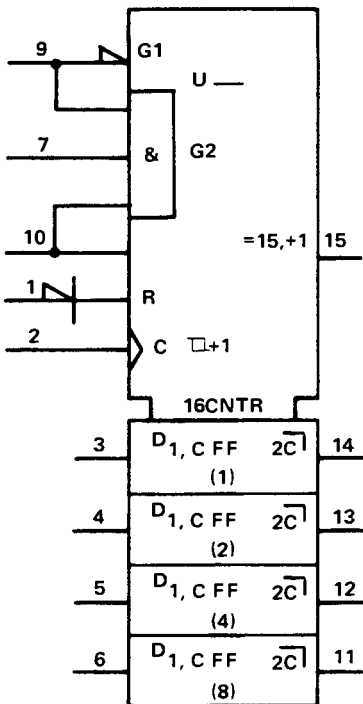 9 G1
U
7 & G2
10 =15,+1 15
1 R
2 C +1
16CNTR
3 D1, C FF 2C 14
(1)
4 D1, C FF 2C 13
(2)
5 D1, C FF 2C 12
(4)
6 D1, C FF 2C 11
(8)